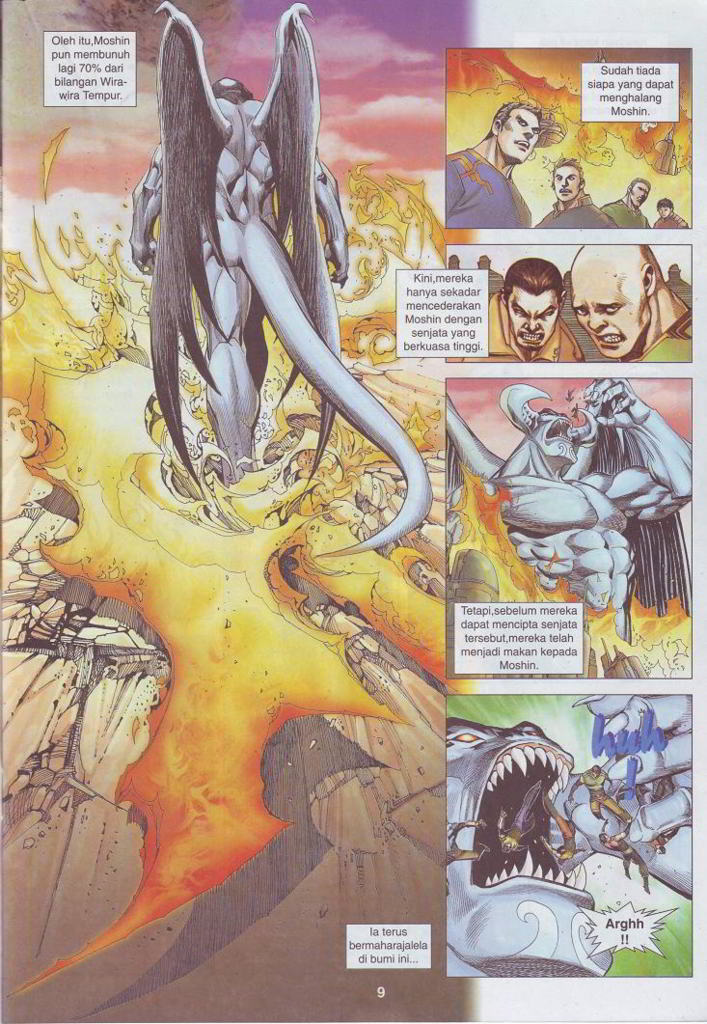 Oleh itu,Moshin
pun membunuh
lagi 70% dari
bilangan Wira-
wira Tempur.
Sudah tiada
siapa yang dapat
menghalang
Moshin.
Kini,mereka
hanya sekadar
mencederakan
Moshin dengan
senjata yang
berkuasa tinggi.
Tetapi,sebelum mereka
dapat mencipta senjata
tersebut,mereka telah
menjadi makan kepada
Moshin.
huh
!
Arghh
!!
Ia terus
bermaharajalela
di bumi ini...
9